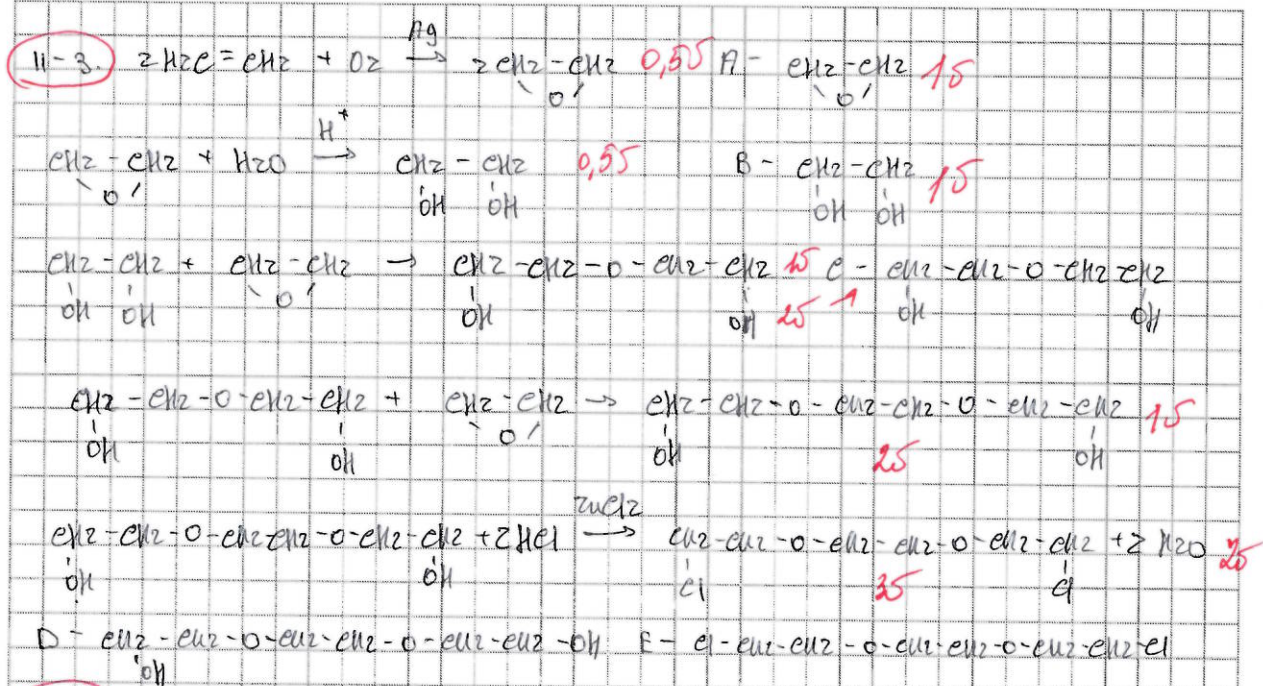 11-3. 2H2C=CH2 + O2 →Ag 2CH2-CH2 0,5б A- CH2-CH2 1б
O O
CH2-CH2 + H2O →H+ CH2-CH2 0,5б B- CH2-CH2 1б
O OH OH OH OH
CH2-CH2 + CH2-CH2 → CH2-CH2-O-CH2-CH2 1б C- CH2-CH2-O-CH2-CH2
OH OH O OH OH 2б OH OH
CH2-CH2-O-CH2-CH2 + CH2-CH2 → CH2-CH2-O-CH2-CH2-O-CH2-CH2 1б
OH OH O OH 2б OH
CH2-CH2-O-CH2-CH2-O-CH2-CH2 + 2HCl →ZnCl2 CH2-CH2-O-CH2-CH2-O-CH2-CH2 + 2H2O 2б
OH OH Cl 3б Cl
D- CH2-CH2-O-CH2-CH2-O-CH2-CH2-OH E- Cl-CH2-CH2-O-CH2-CH2-O-CH2-CH2-Cl
OH